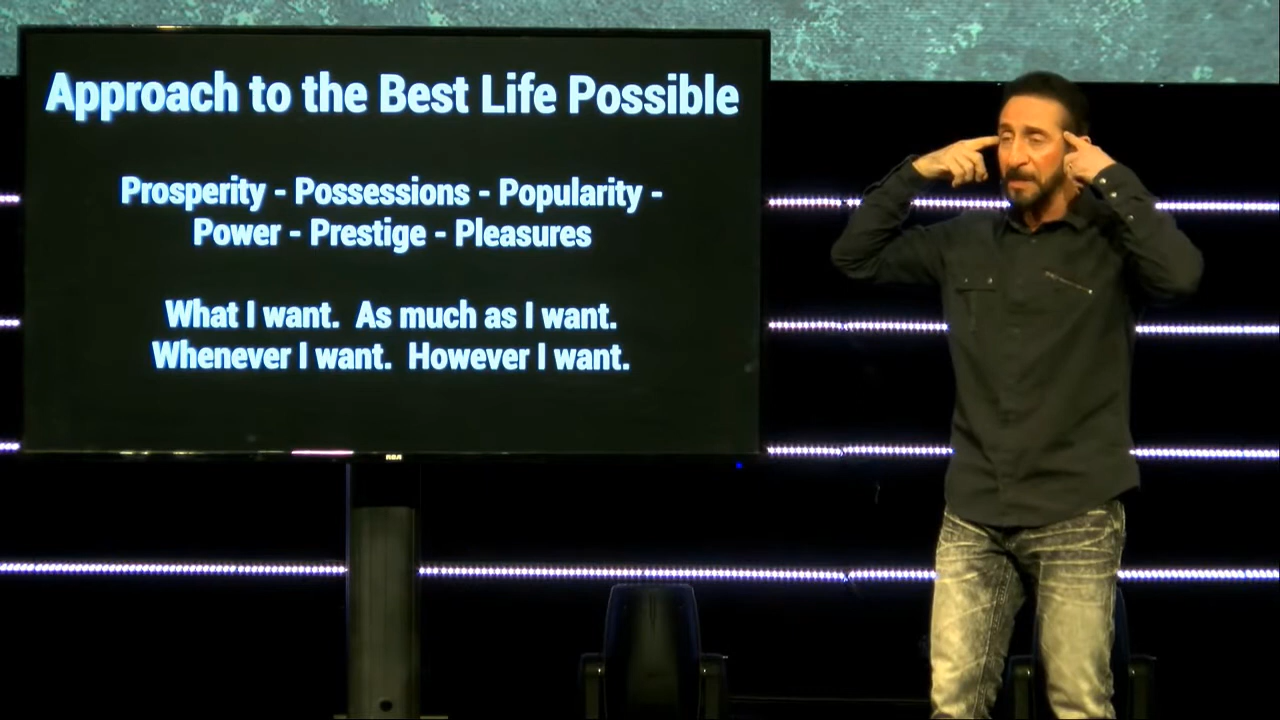 Approach to the Best Life Possible
Prosperity - Possessions - Popularity -
Power - Prestige - Pleasures
What I want.  As much as I want.
Whenever I want.  However I want.
RCA